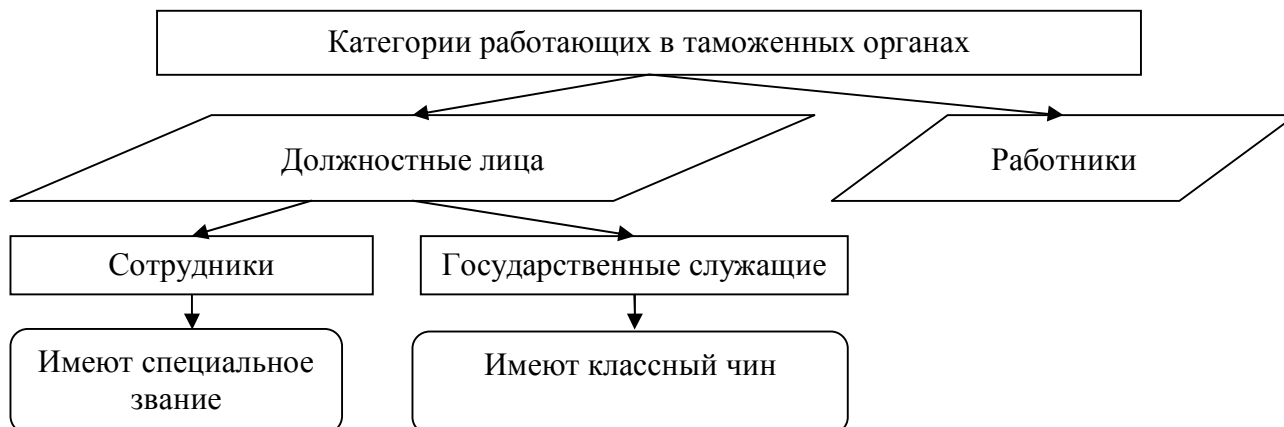 Категории работающих в таможенных органах
Должностные лица
Работники
Сотрудники
Государственные служащие
Имеют специальное
звание
Имеют классный чин